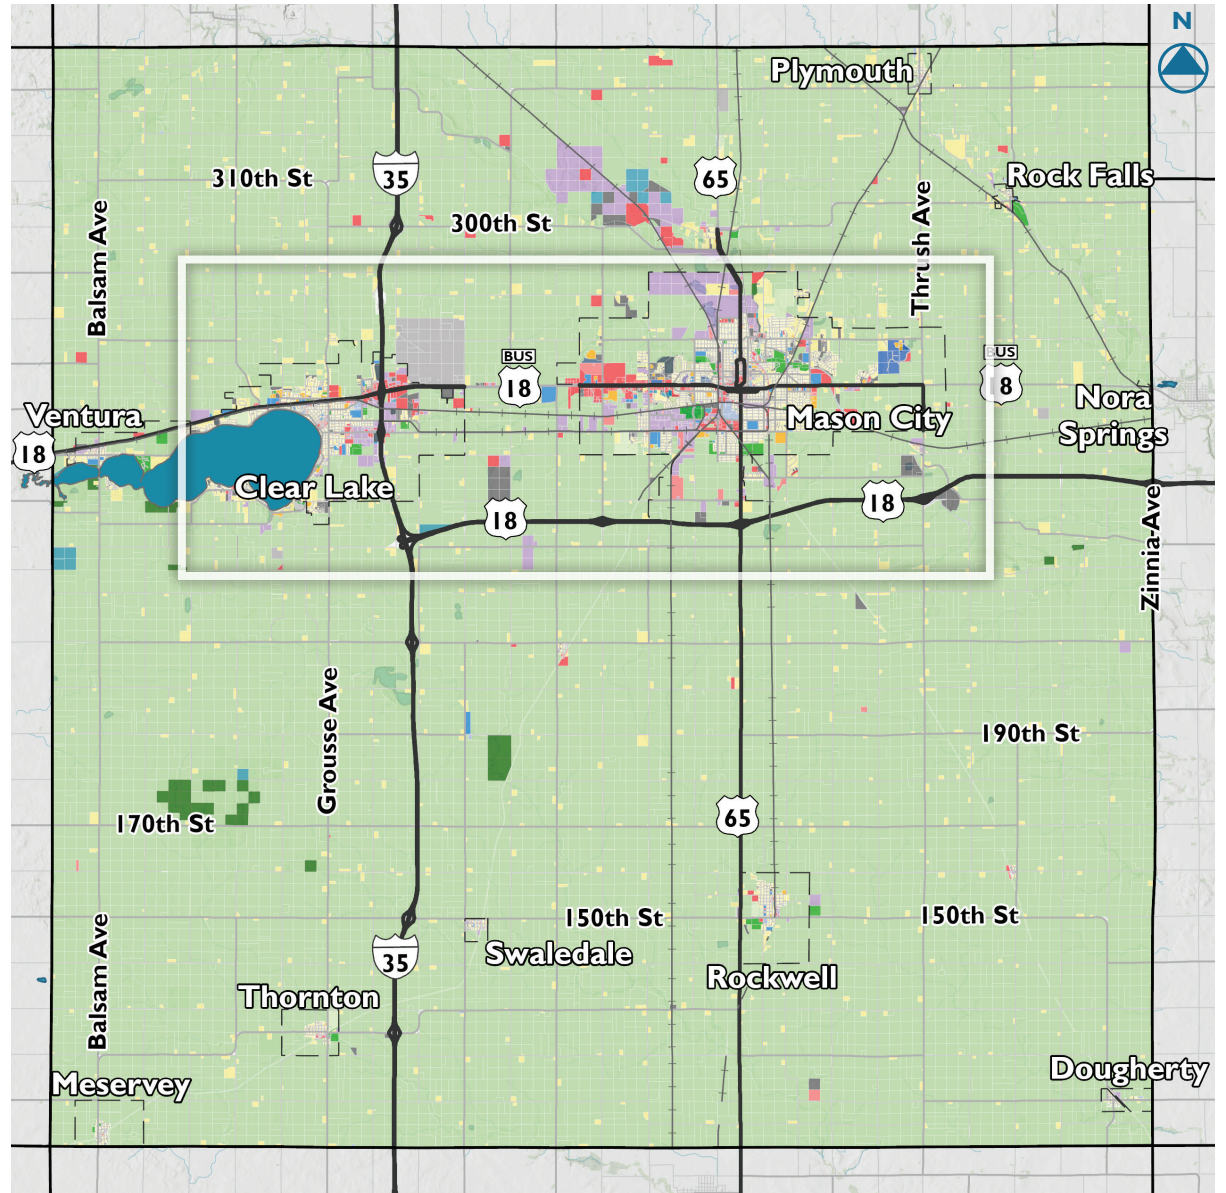 N
Plymouth
310th St
35
65
Rock Falls
300th St
Thrush Ave
Balsam Ave
BUS
18
BUS
18
Ventura
Nora
Springs
Mason City
18
Clear Lake
18
18
Zinnia Ave
Grousse Ave
190th St
65
170th St
150th St
150th St
Balsam Ave
Swaledale
35
Rockwell
Thornton
Meservey
Dougherty